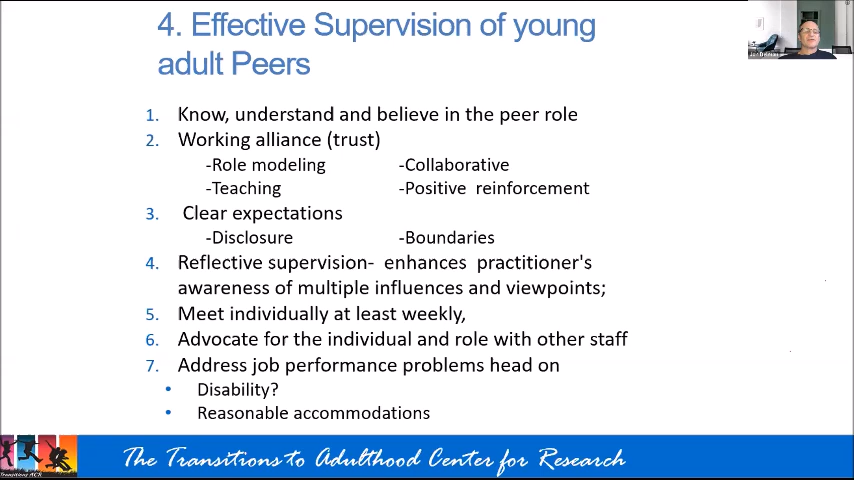 4. Effective Supervision of young
adult Peers
1. Know, understand and believe in the peer role
2. Working alliance (trust)
-Role modeling -Collaborative
-Teaching -Positive reinforcement
3. Clear expectations
-Disclosure -Boundaries
4. Reflective supervision- enhances practitioner's
awareness of multiple influences and viewpoints;
5. Meet individually at least weekly,
6. Advocate for the individual and role with other staff
7. Address job performance problems head on
• Disability?
• Reasonable accommodations
The Transitions to Adulthood Center for Research
Transitions ACR